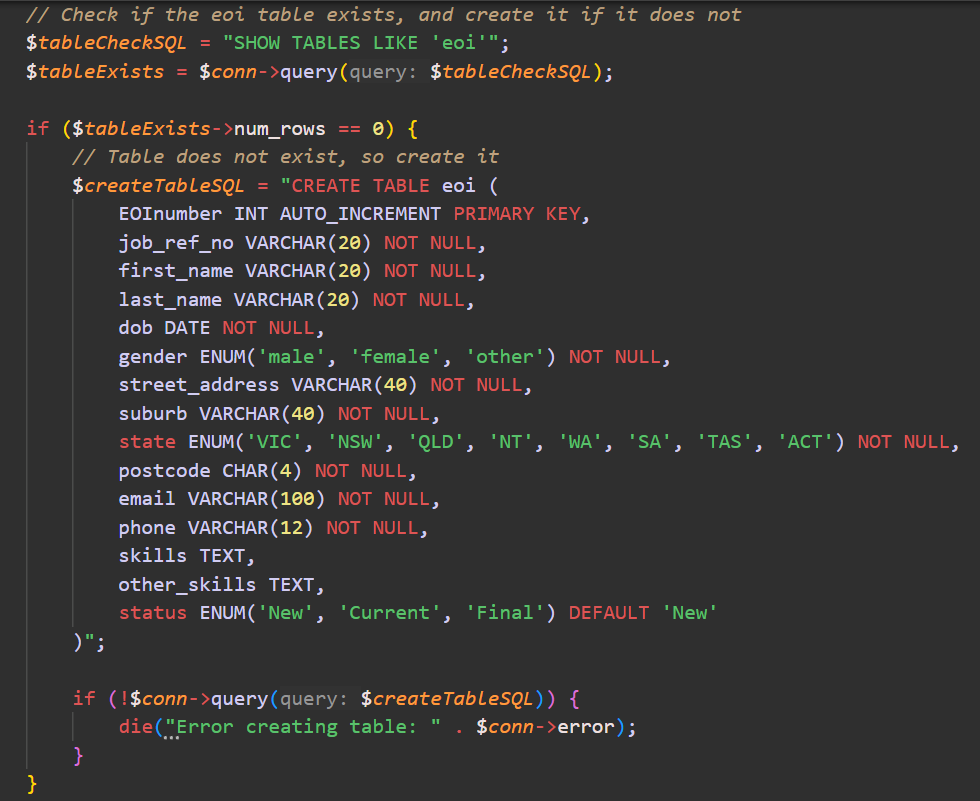 // Check if the eoi table exists, and create it if it does not
$tableCheckSQL = "SHOW TABLES LIKE 'eoi'";
$tableExists = $conn->query(query: $tableCheckSQL);

if ($tableExists->num_rows == 0) {
    // Table does not exist, so create it
    $createTableSQL = "CREATE TABLE eoi (
        EOInumber INT AUTO_INCREMENT PRIMARY KEY,
        job_ref_no VARCHAR(20) NOT NULL,
        first_name VARCHAR(20) NOT NULL,
        last_name VARCHAR(20) NOT NULL,
        dob DATE NOT NULL,
        gender ENUM('male', 'female', 'other') NOT NULL,
        street_address VARCHAR(40) NOT NULL,
        suburb VARCHAR(40) NOT NULL,
        state ENUM('VIC', 'NSW', 'QLD', 'NT', 'WA', 'SA', 'TAS', 'ACT') NOT NULL,
        postcode CHAR(4) NOT NULL,
        email VARCHAR(100) NOT NULL,
        phone VARCHAR(12) NOT NULL,
        skills TEXT,
        other_skills TEXT,
        status ENUM('New', 'Current', 'Final') DEFAULT 'New'
    )";

    if (!$conn->query(query: $createTableSQL)) {
        die("Error creating table: " . $conn->error);
    }
}